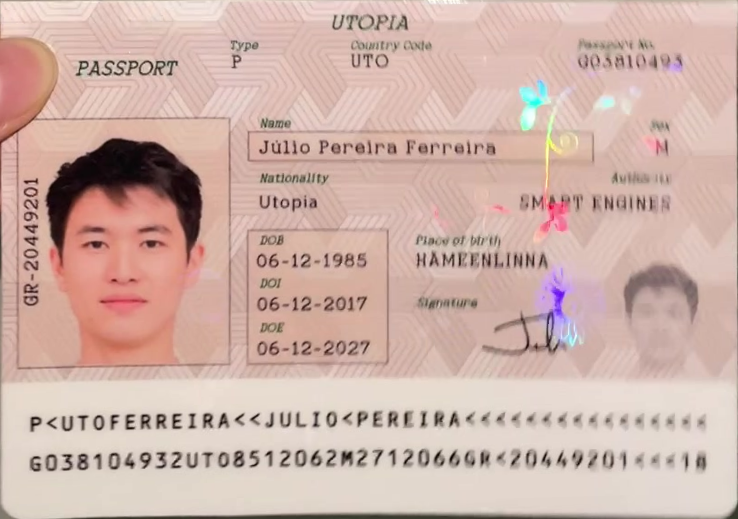 UTOPIA
PASSPORT
Type
P
Country Code
UTO
Passport No.
G03810493
Name
Júlio Pereira Ferreira
Sex
M
Nationality
Utopia
Authority
SMART ENGINES
GR-20449201
DOB
06-12-1985
Place of birth
HÄMEENLINNA
DOI
06-12-2017
Signature
DOE
06-12-2027
P<UTOFERREIRA<<JULIO<PEREIRA<<<<<<<<<<<<<<<<
G038104932UTO8512062M2712066GR<20449201<<<18